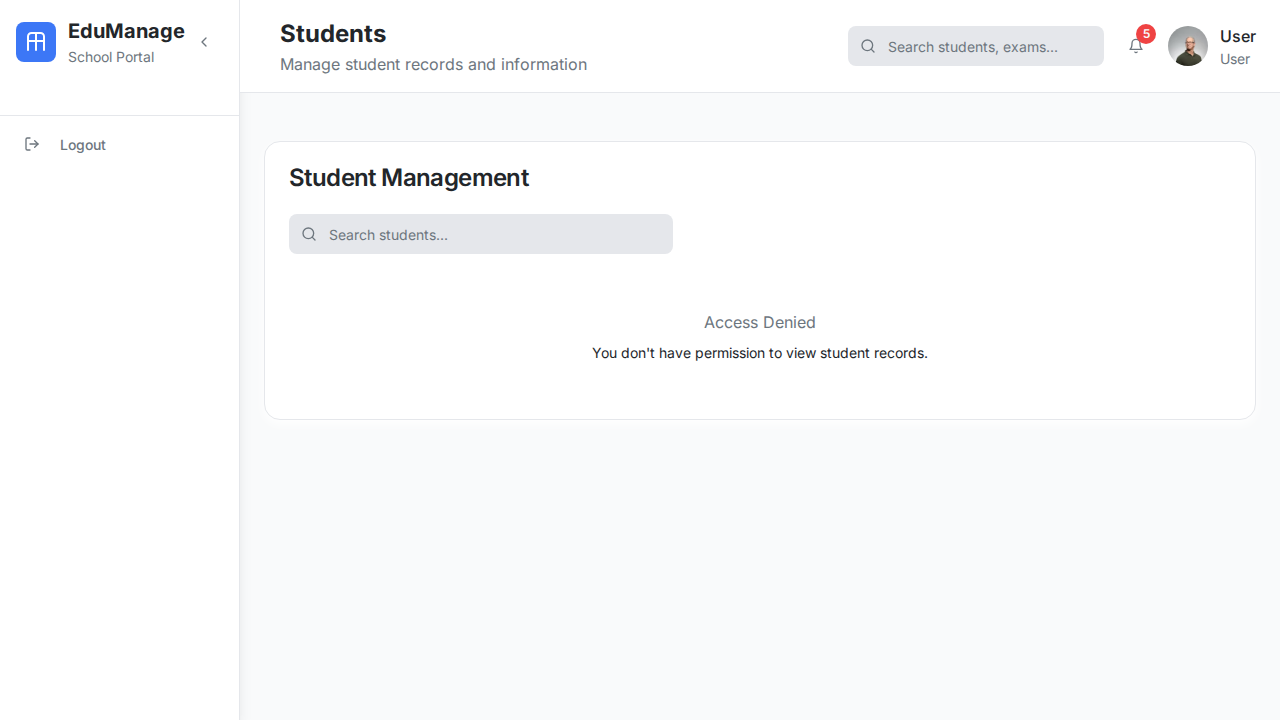 EduManage
School Portal
Logout
Students
Manage student records and information
Search students, exams...
5
User
User
Student Management
Search students...
Access Denied
You don't have permission to view student records.